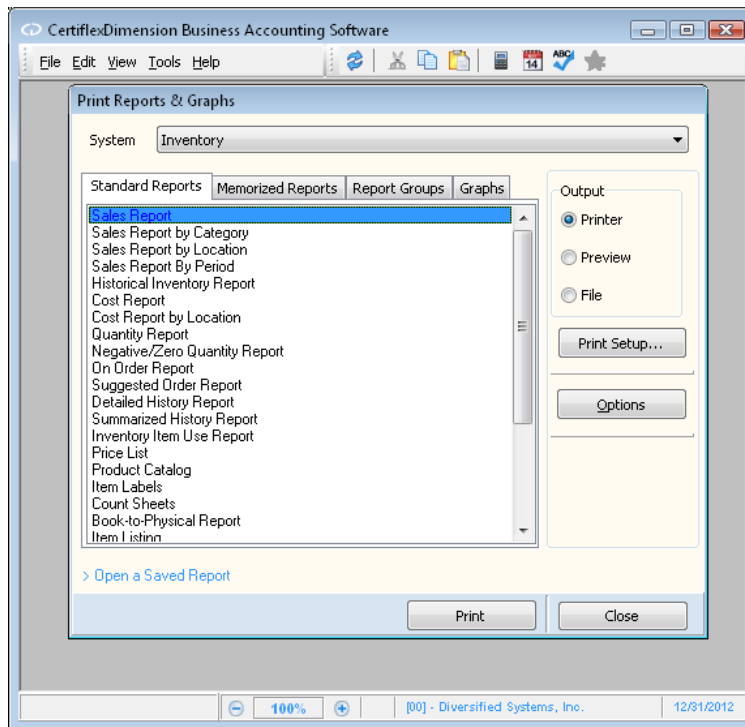 CertiflexDimension Business Accounting Software
File Edit View Tools Help
14
ABC
Print Reports & Graphs
System Inventory
Standard Reports Memorized Reports Report Groups Graphs
Sales Report
Sales Report by Category
Sales Report by Location
Sales Report By Period
Historical Inventory Report
Cost Report
Cost Report by Location
Quantity Report
Negative/Zero Quantity Report
On Order Report
Suggested Order Report
Detailed History Report
Summarized History Report
Inventory Item Use Report
Price List
Product Catalog
Item Labels
Count Sheets
Book-to-Physical Report
Item Listing
Output
Printer
Preview
File
Print Setup...
Options
> Open a Saved Report
Print Close
100% [00] - Diversified Systems, Inc. 12/31/2012